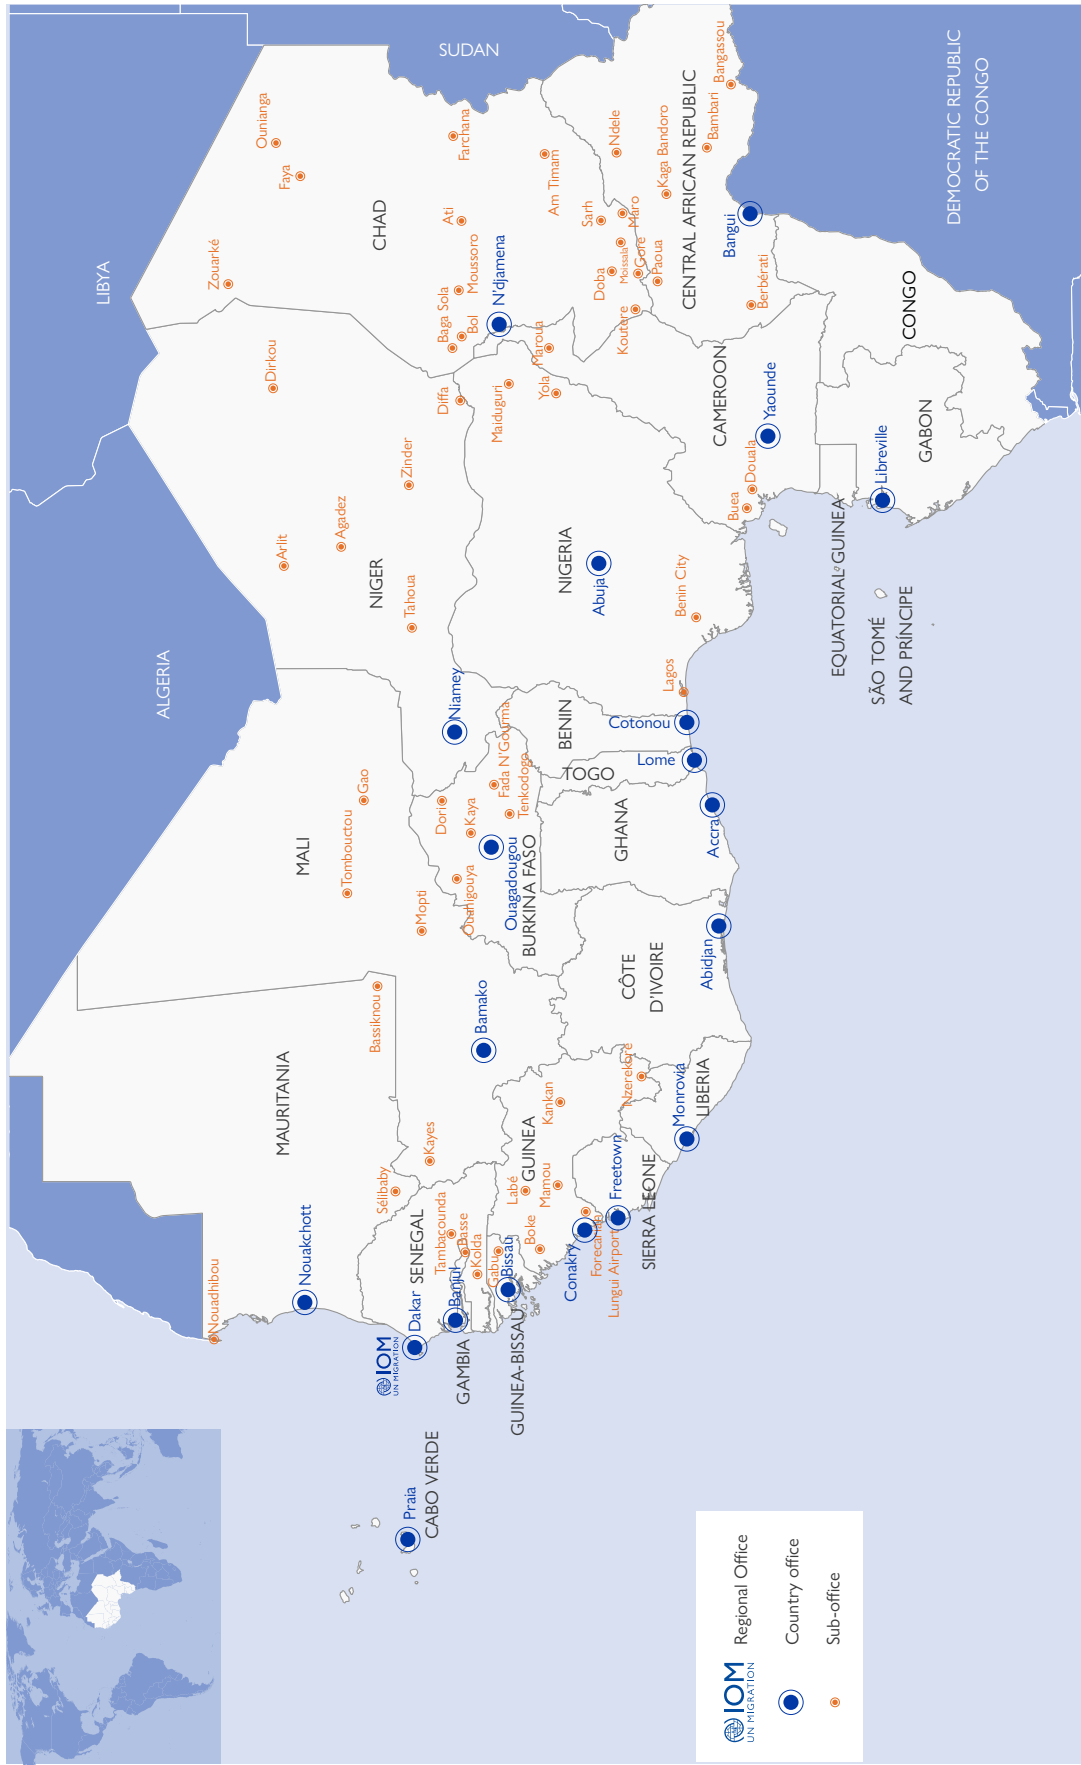 LIBYA
ALGERIA
SUDAN
DEMOCRATIC REPUBLIC
OF THE CONGO
MAURITANIA
Nouadhibou
Nouakchott
Sélibaby
Bassiknou
MALI
Tombouctou
Gao
Mopti
Kayes
Bamako
NIGER
Dirkou
Arlit
Agadez
Zinder
Tahoua
Diffa
Niamey
CHAD
Ounianga
Faya
Zouarké
Farchana
Ati
Moussoro
Baga Sola
Bol
N'djamena
Am Timam
Sarh
Maro
Moissala
Doba
Gore
Koutere
CENTRAL AFRICAN REPUBLIC
Ndele
Kaga Bandoro
Bambari
Bangassou
Paoua
Bangui
Berbérati
CAMEROON
Maroua
Yaounde
Douala
Buea
CONGO
GABON
Libreville
EQUATORIAL GUINEA
SÃO TOMÉ
AND PRÍNCIPE
NIGERIA
Maiduguri
Yola
Abuja
Benin City
Lagos
BENIN
Cotonou
TOGO
Lome
GHANA
Accra
BURKINA FASO
Dori
Kaya
Fada N'Gourma
Tenkodogo
Ouahigouya
Ouagadougou
CÔTE
D'IVOIRE
Abidjan
LIBERIA
Monrovia
SIERRA LEONE
Freetown
Lungui Airport
GUINEA
Nzerekore
Kankan
Labé
Mamou
Boke
Forecariah
Conakry
GUINEA-BISSAU
Gabu
Bissau
SENEGAL
Tambacounda
Kolda
Dakar
IOM
UN MIGRATION
GAMBIA
Basse
Banjul
CABO VERDE
Praia
IOM
UN MIGRATION
Regional Office
Country office
Sub-office